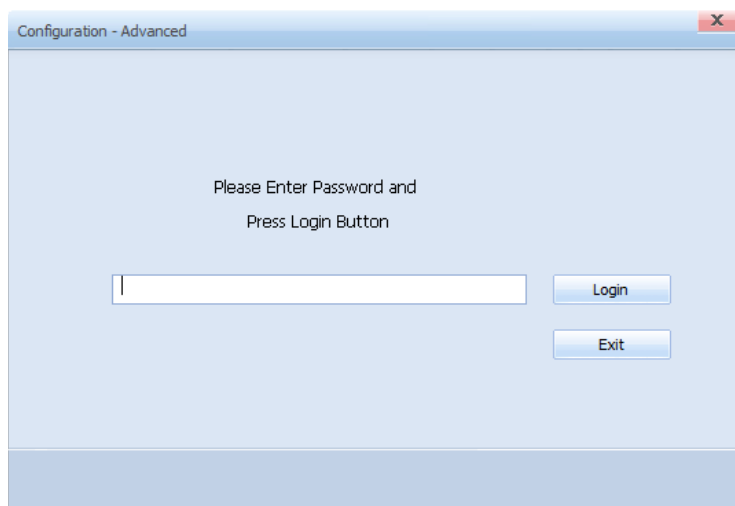 Configuration - Advanced
Please Enter Password and
Press Login Button
Login
Exit